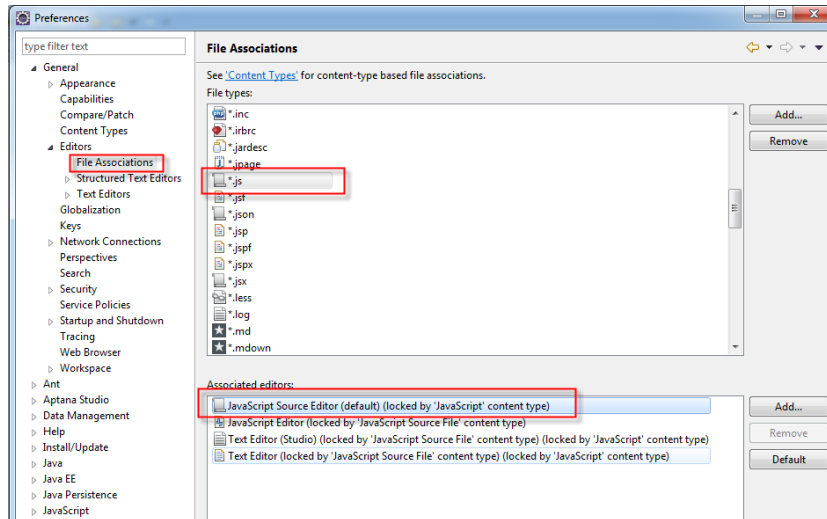 Preferences
type filter text
General
Appearance
Capabilities
Compare/Patch
Content Types
Editors
File Associations
Structured Text Editors
Text Editors
Globalization
Keys
Network Connections
Perspectives
Search
Security
Service Policies
Startup and Shutdown
Tracing
Web Browser
Workspace
Ant
Aptana Studio
Data Management
Help
Install/Update
Java
Java EE
Java Persistence
JavaScript
File Associations
See 'Content Types' for content-type based file associations.
File types:
*.inc
*.irbrc
*.jardesc
*.jpage
*.js
*.jsf
*.json
*.jsp
*.jspf
*.jspx
*.jsx
*.less
*.log
*.md
*.mdown
Add...
Remove
Associated editors:
JavaScript Source Editor (default) (locked by 'JavaScript' content type)
JavaScript Editor (locked by 'JavaScript Source File' content type)
Text Editor (Studio) (locked by 'JavaScript Source File' content type) (locked by 'JavaScript' content type)
Text Editor (locked by 'JavaScript Source File' content type) (locked by 'JavaScript' content type)
Add...
Remove
Default